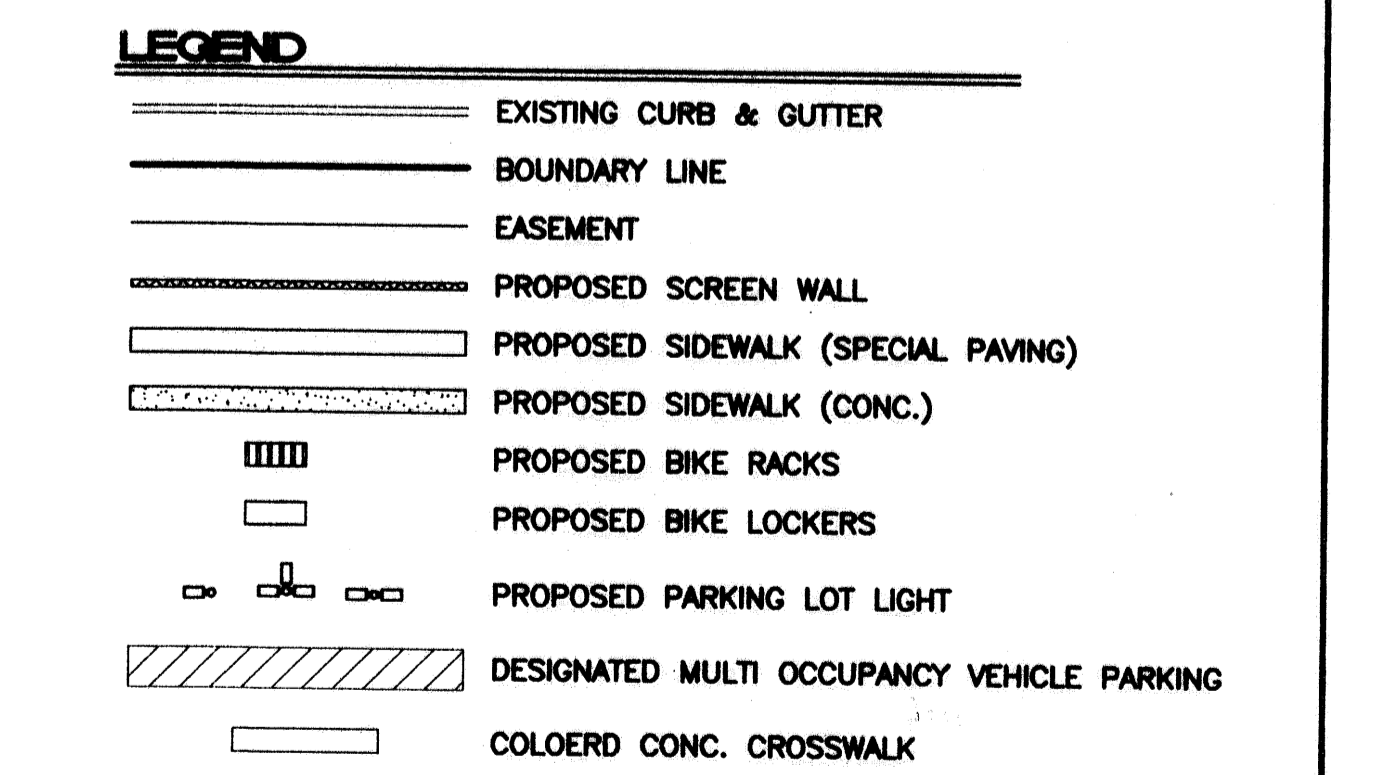 LEGEND
EXISTING CURB & GUTTER
BOUNDARY LINE
EASEMENT
PROPOSED SCREEN WALL
PROPOSED SIDEWALK (SPECIAL PAVING)
PROPOSED SIDEWALK (CONC.)
PROPOSED BIKE RACKS
PROPOSED BIKE LOCKERS
PROPOSED PARKING LOT LIGHT
DESIGNATED MULTI OCCUPANCY VEHICLE PARKING
COLOERD CONC. CROSSWALK